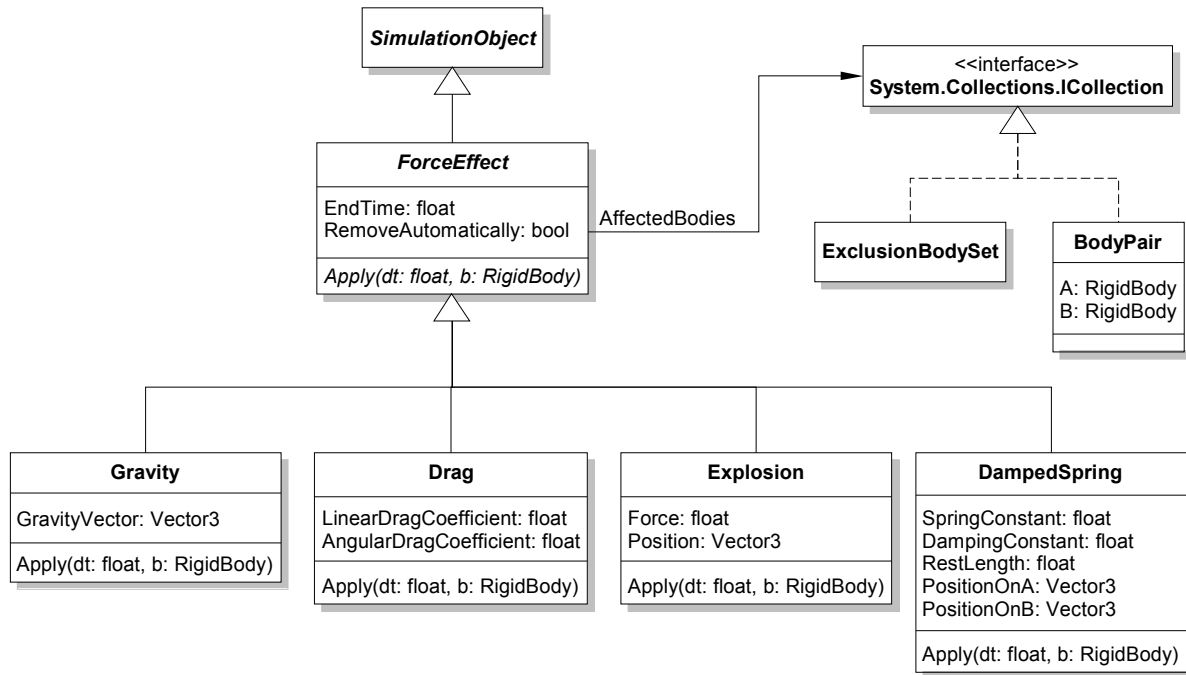 SimulationObject
<<interface>>
System.Collections.ICollection
ForceEffect
EndTime: float
RemoveAutomatically: bool
Apply(dt: float, b: RigidBody)
AffectedBodies
ExclusionBodySet
BodyPair
A: RigidBody
B: RigidBody
Gravity
GravityVector: Vector3
Apply(dt: float, b: RigidBody)
Drag
LinearDragCoefficient: float
AngularDragCoefficient: float
Apply(dt: float, b: RigidBody)
Explosion
Force: float
Position: Vector3
Apply(dt: float, b: RigidBody)
DampedSpring
SpringConstant: float
DampingConstant: float
RestLength: float
PositionOnA: Vector3
PositionOnB: Vector3
Apply(dt: float, b: RigidBody)